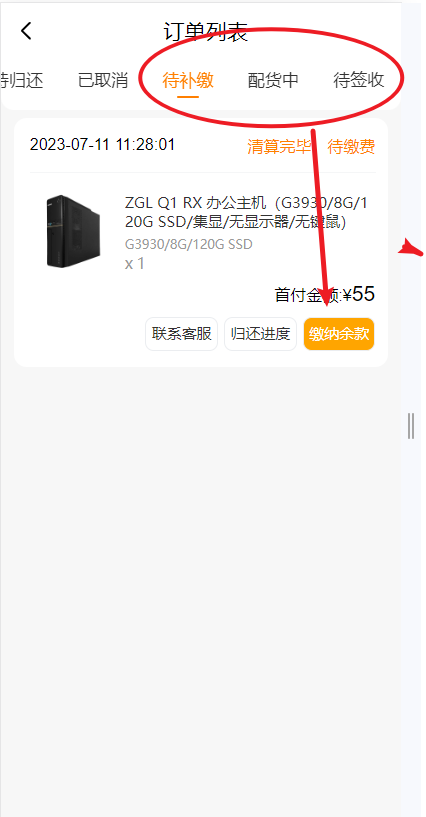 订单列表
待归还 已取消 待补缴 配货中 待签收
2023-07-11 11:28:01 清算完毕 待缴费
ZGL Q1 RX 办公主机（G3930/8G/1
20G SSD/集显/无显示器/无键鼠）
G3930/8G/120G SSD
x 1
首付金额:¥55
联系客服 归还进度 缴纳余款